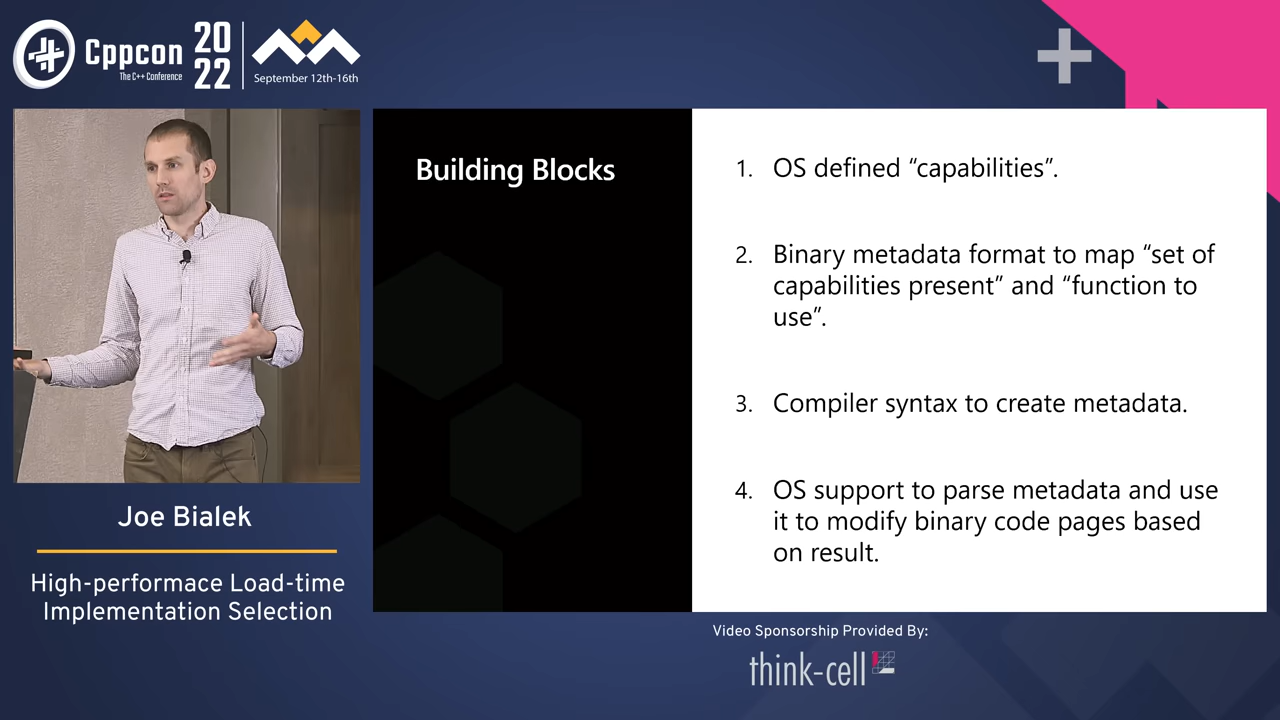 Cppcon
The C++ Conference
20
22
September 12th-16th
Building Blocks
1. OS defined “capabilities”.
2. Binary metadata format to map “set of
capabilities present” and “function to
use”.
3. Compiler syntax to create metadata.
4. OS support to parse metadata and use
it to modify binary code pages based
on result.
Joe Bialek
High-performace Load-time
Implementation Selection
Video Sponsorship Provided By:
think-cell